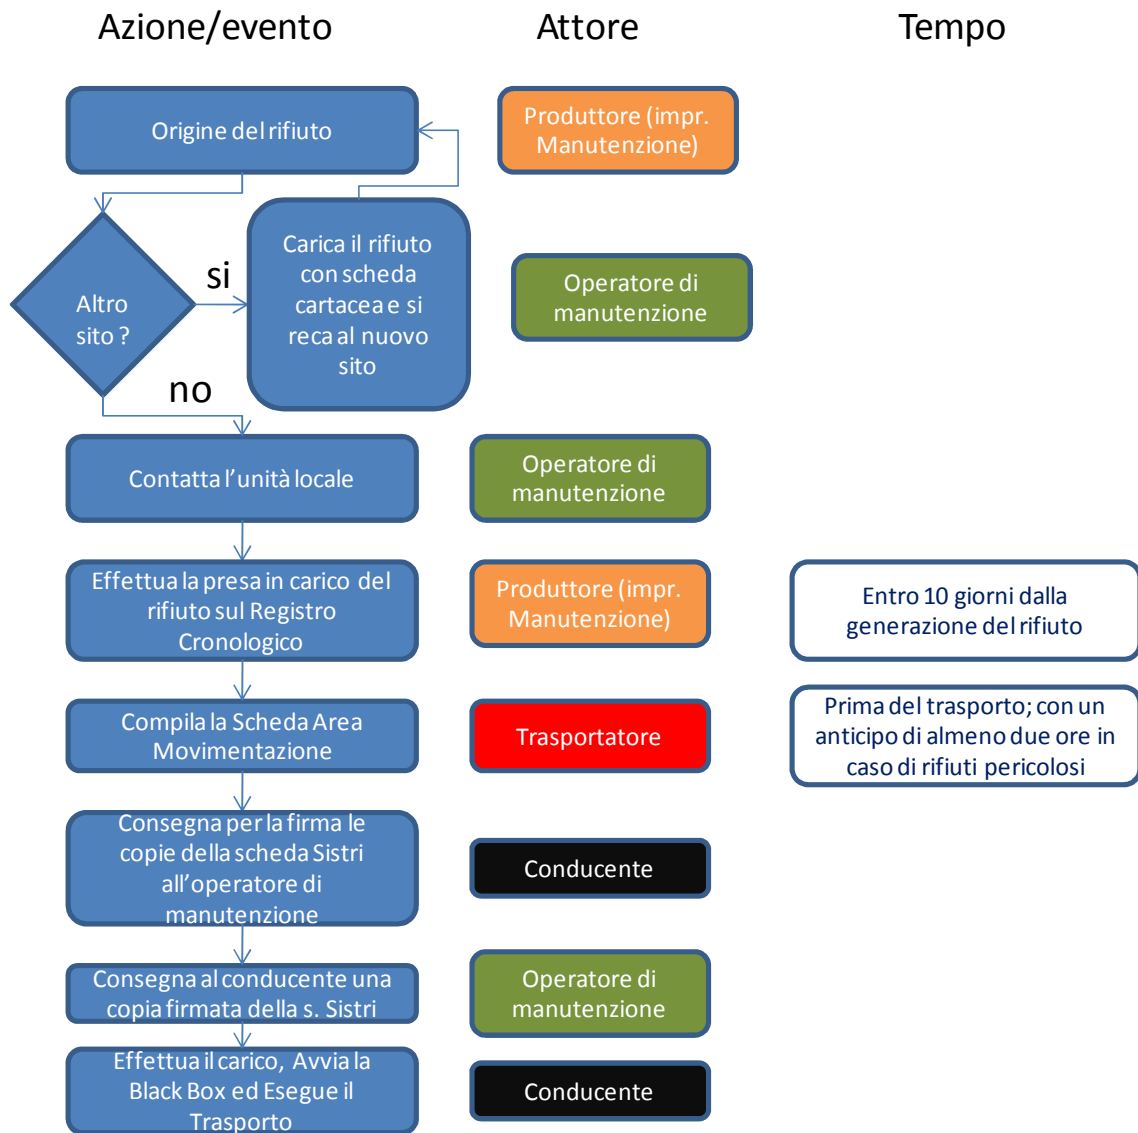 Azione/evento
Attore
Tempo
Origine del rifiuto
Produttore (impr.
Manutenzione)
Altro
sito ?
si
Carica il rifiuto
con scheda
cartacea e si
reca al nuovo
sito
Operatore di
manutenzione
no
Contatta l'unità locale
Operatore di
manutenzione
Effettua la presa in carico del
rifiuto sul Registro
Cronologico
Produttore (impr.
Manutenzione)
Entro 10 giorni dalla
generazione del rifiuto
Compila la Scheda Area
Movimentazione
Trasportatore
Prima del trasporto; con un
anticipo di almeno due ore in
caso di rifiuti pericolosi
Consegna per la firma le
copie della scheda Sistri
all'operatore di
manutenzione
Conducente
Consegna al conducente una
copia firmata della s. Sistri
Operatore di
manutenzione
Effettua il carico, Avvia la
Black Box ed Esegue il
Trasporto
Conducente